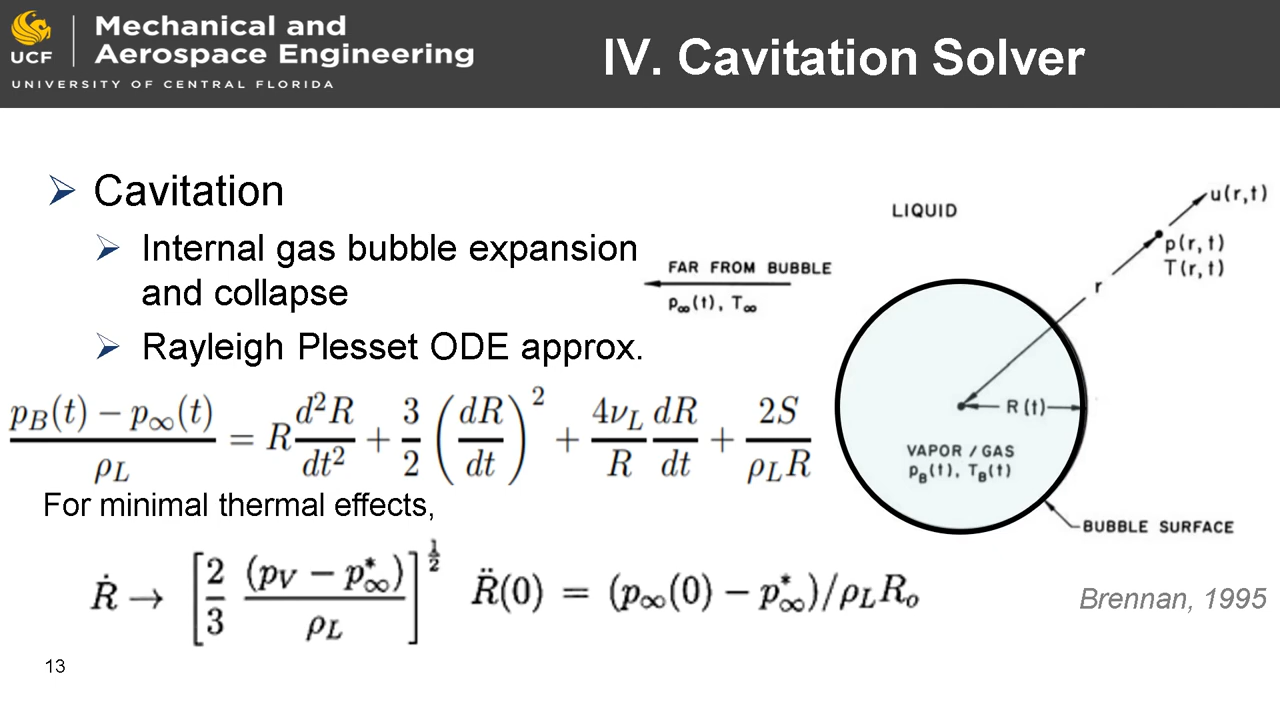 UCF
Mechanical and
Aerospace Engineering
UNIVERSITY OF CENTRAL FLORIDA
IV. Cavitation Solver
Cavitation
Internal gas bubble expansion
and collapse
Rayleigh Plesset ODE approx.
p_B(t) − p_∞(t) / ρ_L = R d²R/dt² + 3/2 (dR/dt)² + 4ν_L/R dR/dt + 2S/ρ_L R
For minimal thermal effects,
Ṙ → [2/3 (p_V − p*_∞)/ρ_L]^½
R̈(0) = (p_∞(0) − p*_∞)/ρ_L R_o
LIQUID
u(r,t)
p(r,t)
T(r,t)
r
FAR FROM BUBBLE
p_∞(t), T_∞
R(t)
VAPOR / GAS
p_B(t), T_B(t)
BUBBLE SURFACE
Brennan, 1995
13